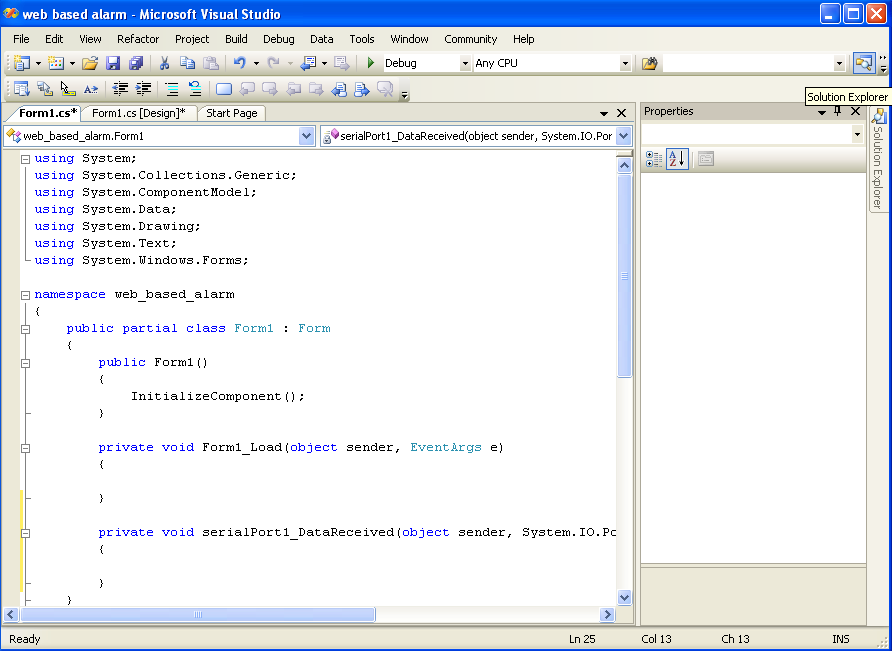 web based alarm - Microsoft Visual Studio
File Edit View Refactor Project Build Debug Data Tools Window Community Help
Debug Any CPU
Solution Explorer
Form1.cs* Form1.cs [Design]* Start Page
Properties
web_based_alarm.Form1 serialPort1_DataReceived(object sender, System.IO.Por
Solution Explorer
using System;
using System.Collections.Generic;
using System.ComponentModel;
using System.Data;
using System.Drawing;
using System.Text;
using System.Windows.Forms;
namespace web_based_alarm
{
public partial class Form1 : Form
{
public Form1()
{
InitializeComponent();
}
private void Form1_Load(object sender, EventArgs e)
{
}
private void serialPort1_DataReceived(object sender, System.IO.Po
{
}
}
Ready Ln 25 Col 13 Ch 13 INS